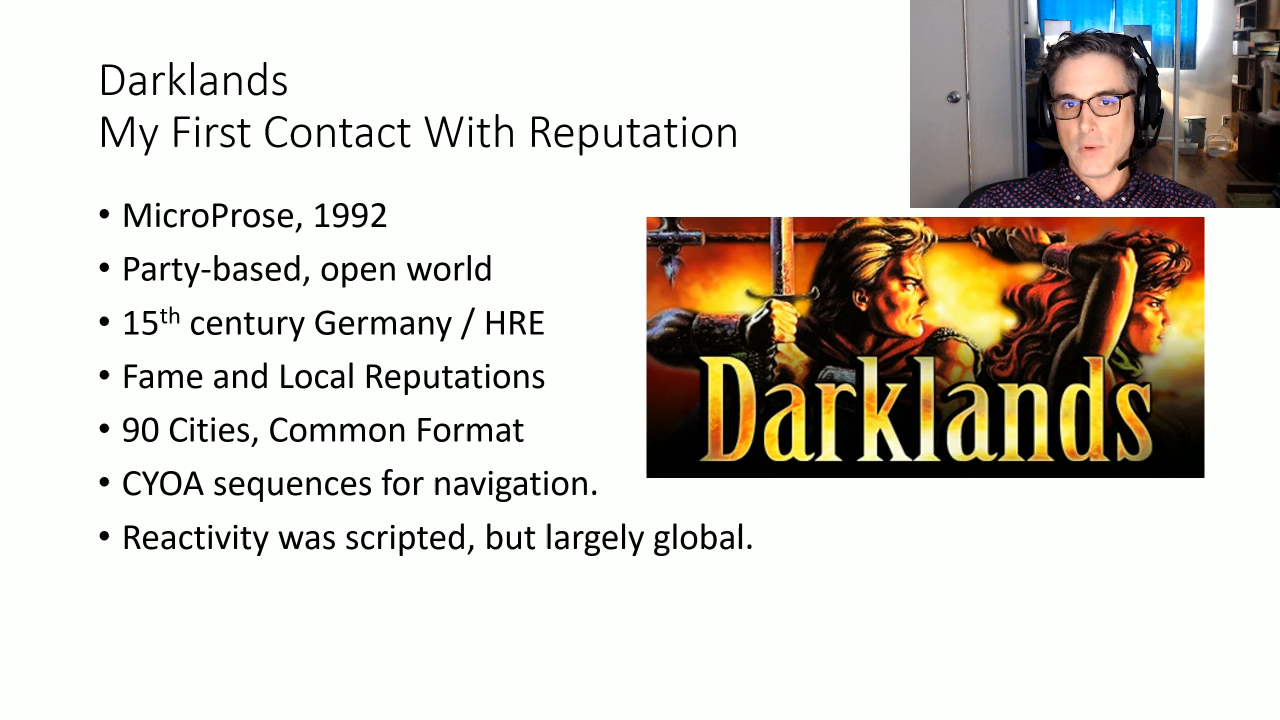 Darklands
My First Contact With Reputation
• MicroProse, 1992
• Party-based, open world
• 15th century Germany / HRE
• Fame and Local Reputations
• 90 Cities, Common Format
• CYOA sequences for navigation.
• Reactivity was scripted, but largely global.
Darklands